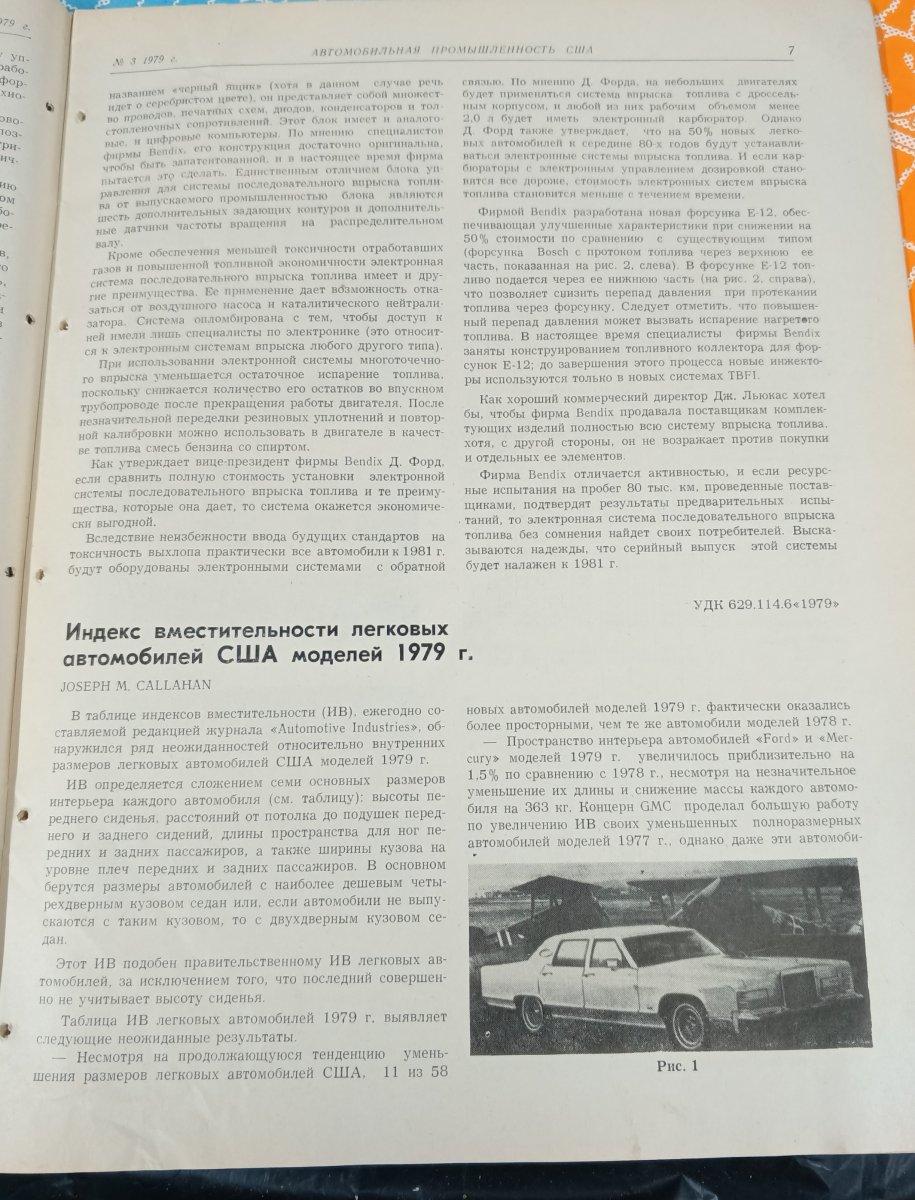 979 г.
№ 3 1979 г.
АВТОМОБИЛЬНАЯ ПРОМЫШЛЕННОСТЬ США
7
названием «черный ящик» (хотя в данном случае речь
идет о серебристом цвете), он представляет собой множест-
во проводов, печатных схем, диодов, конденсаторов и тол-
стопленочных сопротивлений. Этот блок имеет и аналого-
вые, и цифровые компьютеры. По мнению специалистов
фирмы Bendix, его конструкция достаточно оригинальна,
чтобы быть запатентованной, и в настоящее время фирма
пытается это сделать. Единственным отличием блока уп-
равления для системы последовательного впрыска топли-
ва от выпускаемого промышленностью блока являются
шесть дополнительных задающих контуров и дополнитель-
ные датчики частоты вращения на распределительном
валу.
Кроме обеспечения меньшей токсичности отработавших
газов и повышенной топливной экономичности электронная
система последовательного впрыска топлива имеет и дру-
гие преимущества. Ее применение дает возможность отка-
заться от воздушного насоса и каталитического нейтрали-
затора. Система опломбирована с тем, чтобы доступ к
ней имели лишь специалисты по электронике (это относит-
ся к электронным системам впрыска любого другого типа).
При использовании электронной системы многоточечно-
го впрыска уменьшается остаточное испарение топлива,
поскольку снижается количество его остатков во впускном
трубопроводе после прекращения работы двигателя. После
незначительной переделки резиновых уплотнений и повтор-
ной калибровки можно использовать в двигателе в качест-
ве топлива смесь бензина со спиртом.
Как утверждает вице-президент фирмы Bendix Д. Форд,
если сравнить полную стоимость установки электронной
системы последовательного впрыска топлива и те преиму-
щества, которые она дает, то система окажется экономиче-
ски выгодной.
Вследствие неизбежности ввода будущих стандартов на
токсичность выхлопа практически все автомобили к 1981 г.
будут оборудованы электронными системами с обратной
связью. По мнению Д. Форда, на небольших двигателях
будет применяться система впрыска топлива с дроссель-
ным корпусом, и любой из них рабочим объемом менее
2,0 л будет иметь электронный карбюратор. Однако
Д. Форд также утверждает, что на 50% новых легко-
вых автомобилей к середине 80-х годов будут устанавли-
ваться электронные системы впрыска топлива. И если кар-
бюраторы с электронным управлением дозировкой стано-
вятся все дороже, стоимость электронных систем впрыска
топлива становится меньше с течением времени.
Фирмой Bendix разработана новая форсунка Е-12, обес-
печивающая улучшенные характеристики при снижении на
50% стоимости по сравнению с существующим типом
(форсунка Bosch с протоком топлива через верхнюю ее
часть, показанная на рис. 2, слева). В форсунке Е-12 топ-
ливо подается через ее нижнюю часть (на рис. 2, справа),
что позволяет снизить перепад давления при протекании
топлива через форсунку. Следует отметить, что повышен-
ный перепад давления может вызвать испарение нагретого
топлива. В настоящее время специалисты фирмы Bendix
заняты конструированием топливного коллектора для фор-
сунок Е-12; до завершения этого процесса новые инжекто-
ры используются только в новых системах TBFI.
Как хороший коммерческий директор Дж. Льюкас хотел
бы, чтобы фирма Bendix продавала поставщикам комплек-
тующих изделий полностью всю систему впрыска топлива,
хотя, с другой стороны, он не возражает против покупки
и отдельных ее элементов.
Фирма Bendix отличается активностью, и если ресурс-
ные испытания на пробег 80 тыс. км, проведенные постав-
щиками, подтвердят результаты предварительных испы-
таний, то электронная система последовательного впрыска
топлива без сомнения найдет своих потребителей. Выска-
зываются надежды, что серийный выпуск этой системы
будет налажен к 1981 г.
УДК 629.114.6«1979»
Индекс вместительности легковых
автомобилей США моделей 1979 г.
JOSEPH M. CALLAHAN
В таблице индексов вместительности (ИВ), ежегодно со-
ставляемой редакцией журнала «Automotive Industries», об-
наружился ряд неожиданностей относительно внутренних
размеров легковых автомобилей США моделей 1979 г.
ИВ определяется сложением семи основных размеров
интерьера каждого автомобиля (см. таблицу): высоты пе-
реднего сиденья, расстояний от потолка до подушек перед-
него и заднего сидений, длины пространства для ног пе-
редних и задних пассажиров, а также ширины кузова на
уровне плеч передних и задних пассажиров. В основном
берутся размеры автомобилей с наиболее дешевым четы-
рехдверным кузовом седан или, если автомобили не выпу-
скаются с таким кузовом, то с двухдверным кузовом се-
дан.
Этот ИВ подобен правительственному ИВ легковых ав-
томобилей, за исключением того, что последний совершен-
но не учитывает высоту сиденья.
Таблица ИВ легковых автомобилей 1979 г. выявляет
следующие неожиданные результаты.
— Несмотря на продолжающуюся тенденцию умень-
шения размеров легковых автомобилей США, 11 из 58
новых автомобилей моделей 1979 г. фактически оказались
более просторными, чем те же автомобили моделей 1978 г.
— Пространство интерьера автомобилей «Ford» и «Mer-
cury» моделей 1979 г. увеличилось приблизительно на
1,5% по сравнению с 1978 г., несмотря на незначительное
уменьшение их длины и снижение массы каждого автомо-
биля на 363 кг. Концерн GMC проделал большую работу
по увеличению ИВ своих уменьшенных полноразмерных
автомобилей моделей 1977 г., однако даже эти автомоби-
Рис. 1